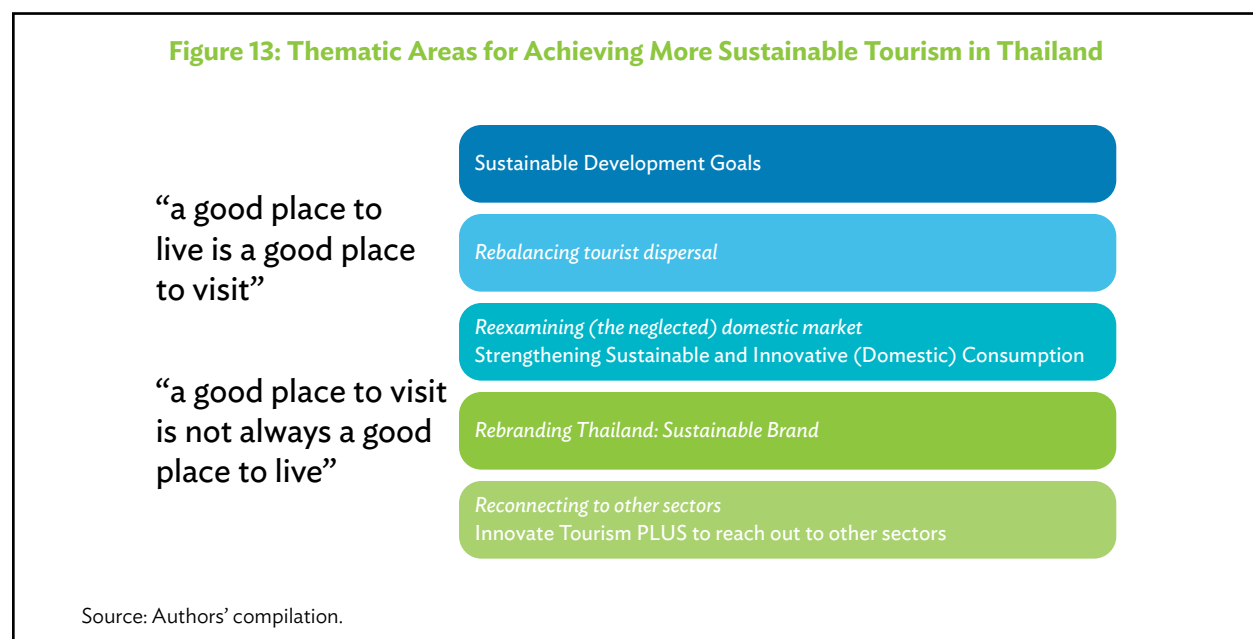 Figure 13: Thematic Areas for Achieving More Sustainable Tourism in Thailand
“a good place to
live is a good place
to visit”
“a good place to visit
is not always a good
place to live”
Sustainable Development Goals
Rebalancing tourist dispersal
Reexamining (the neglected) domestic market
Strengthening Sustainable and Innovative (Domestic) Consumption
Rebranding Thailand: Sustainable Brand
Reconnecting to other sectors
Innovate Tourism PLUS to reach out to other sectors
Source: Authors’ compilation.